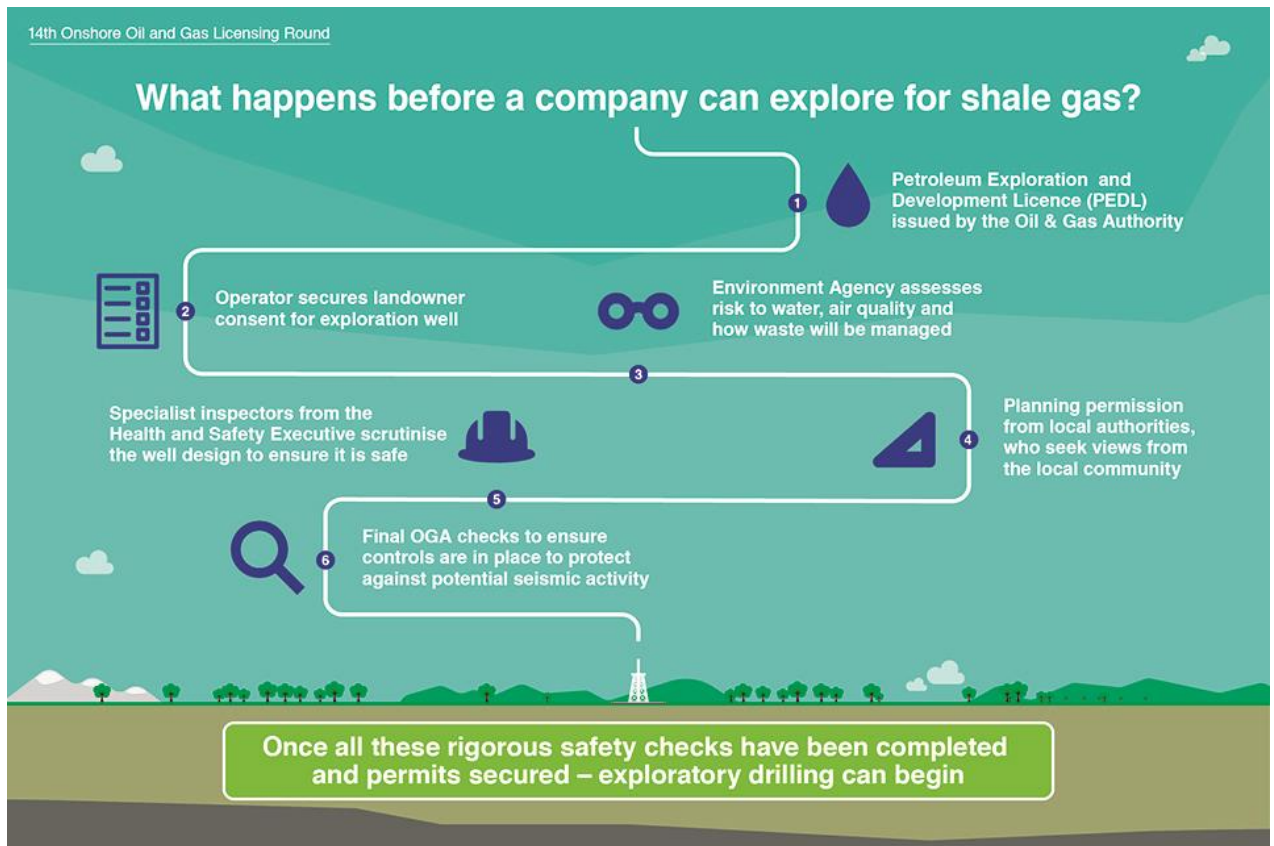 14th Onshore Oil and Gas Licensing Round
What happens before a company can explore for shale gas?
1
Petroleum Exploration and
Development Licence (PEDL)
issued by the Oil & Gas Authority
2
Operator secures landowner
consent for exploration well
Environment Agency assesses
risk to water, air quality and
how waste will be managed
3
4
Planning permission
from local authorities,
who seek views from
the local community
Specialist inspectors from the
Health and Safety Executive scrutinise
the well design to ensure it is safe
5
6
Final OGA checks to ensure
controls are in place to protect
against potential seismic activity
Once all these rigorous safety checks have been completed
and permits secured – exploratory drilling can begin